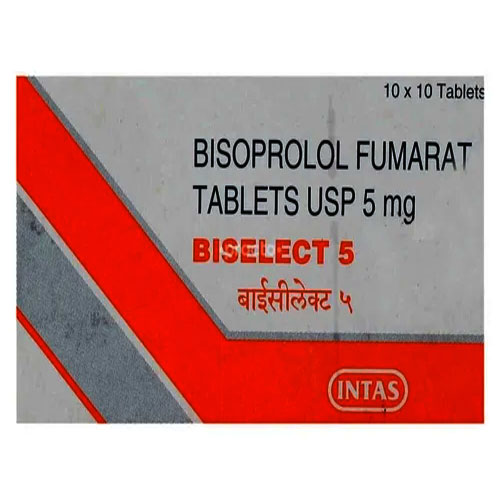 10 x 10 Tablets
BISOPROLOL FUMARAT
TABLETS USP 5 mg
BISELECT 5
बाईसीलेक्ट ५
INTAS